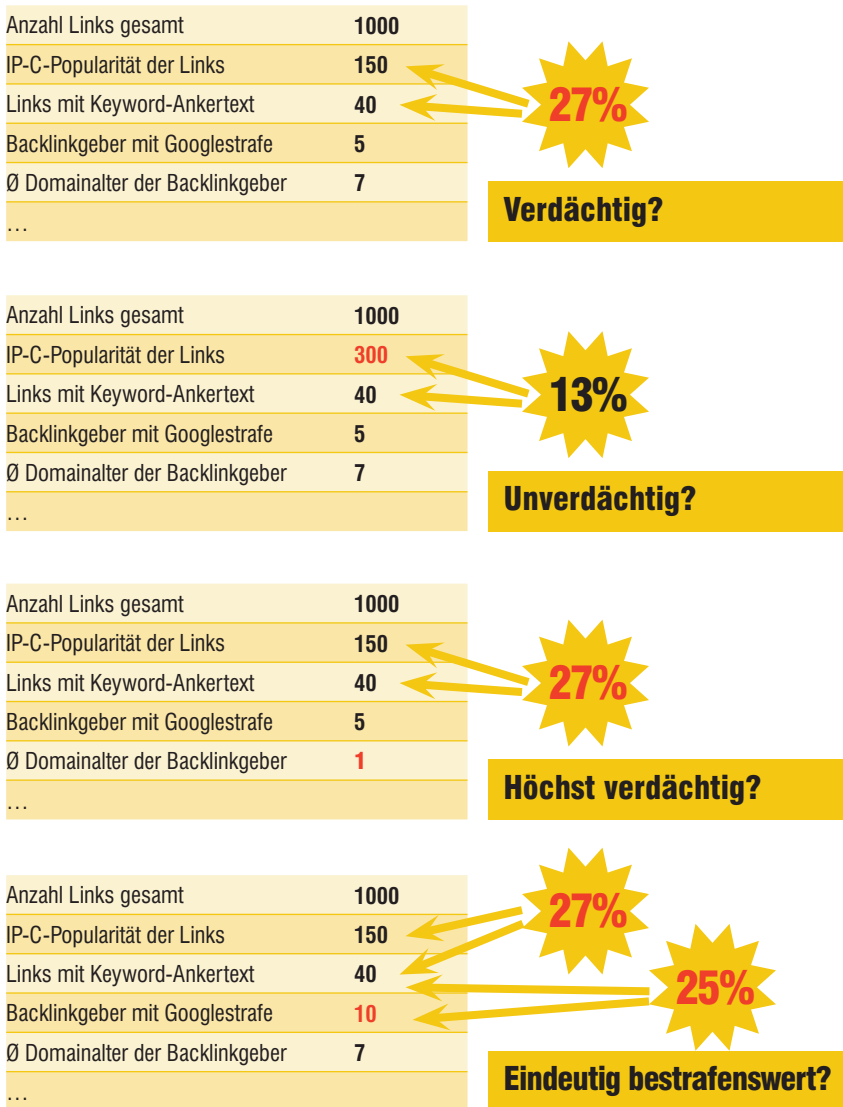 Anzahl Links gesamt 1000
IP-C-Popularität der Links 150
Links mit Keyword-Ankertext 40
Backlinkgeber mit Googlestrafe 5
Ø Domainalter der Backlinkgeber 7
…
27%
Verdächtig?
Anzahl Links gesamt 1000
IP-C-Popularität der Links 300
Links mit Keyword-Ankertext 40
Backlinkgeber mit Googlestrafe 5
Ø Domainalter der Backlinkgeber 7
…
13%
Unverdächtig?
Anzahl Links gesamt 1000
IP-C-Popularität der Links 150
Links mit Keyword-Ankertext 40
Backlinkgeber mit Googlestrafe 5
Ø Domainalter der Backlinkgeber 1
…
27%
Höchst verdächtig?
Anzahl Links gesamt 1000
IP-C-Popularität der Links 150
Links mit Keyword-Ankertext 40
Backlinkgeber mit Googlestrafe 10
Ø Domainalter der Backlinkgeber 7
…
27%
25%
Eindeutig bestrafenswert?